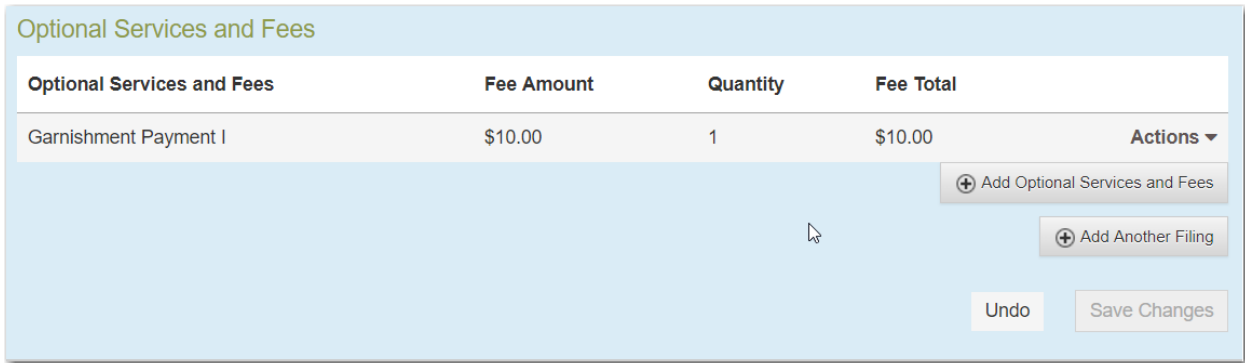 Optional Services and Fees
Optional Services and Fees Fee Amount Quantity Fee Total
Garnishment Payment I $10.00 1 $10.00 Actions
Add Optional Services and Fees
Add Another Filing
Undo Save Changes